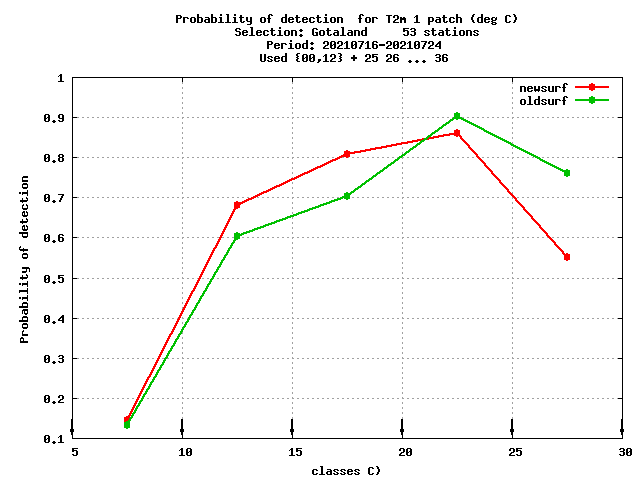 Probability of detection  for T2m 1 patch (deg C)
Selection: Gotaland     53 stations
Period: 20210716-20210724
Used {00,12} + 25 26 ... 36
newsurf
oldsurf
Probability of detection
1
0.9
0.8
0.7
0.6
0.5
0.4
0.3
0.2
0.1
5 10 15 20 25 30
classes C)